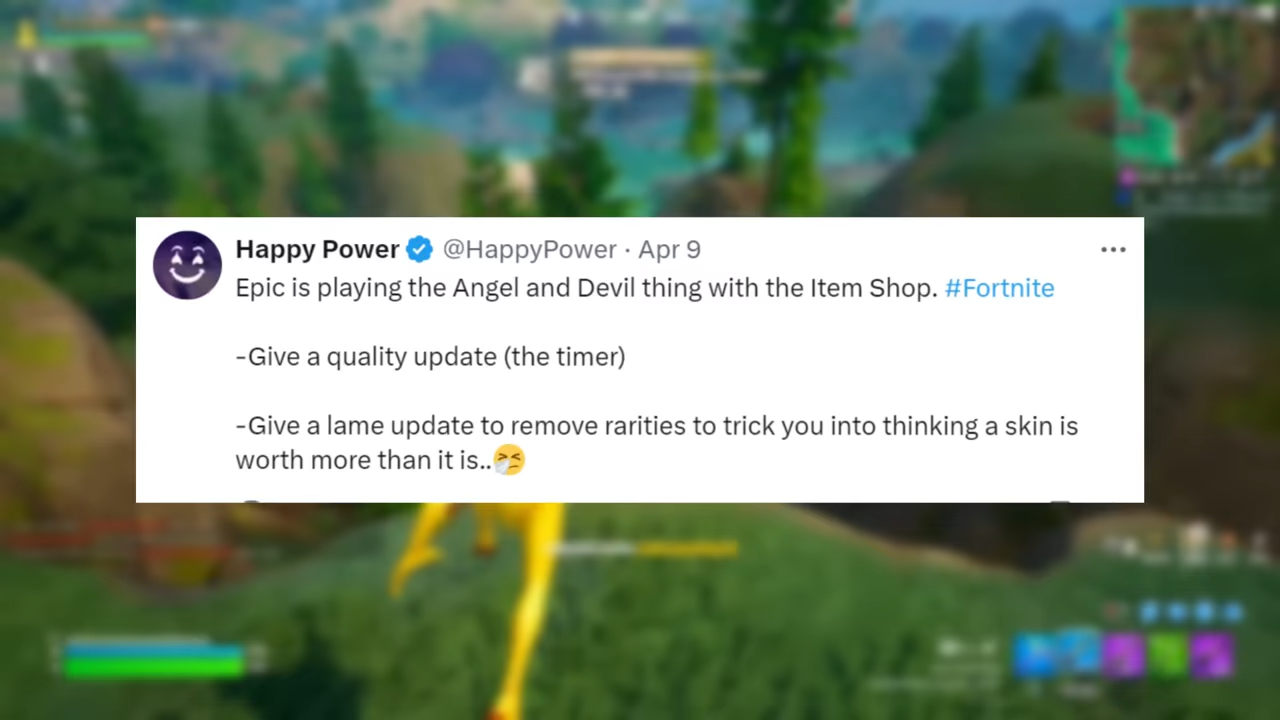 Happy Power @HappyPower · Apr 9
Epic is playing the Angel and Devil thing with the Item Shop. #Fortnite
-Give a quality update (the timer)
-Give a lame update to remove rarities to trick you into thinking a skin is
worth more than it is..🤧